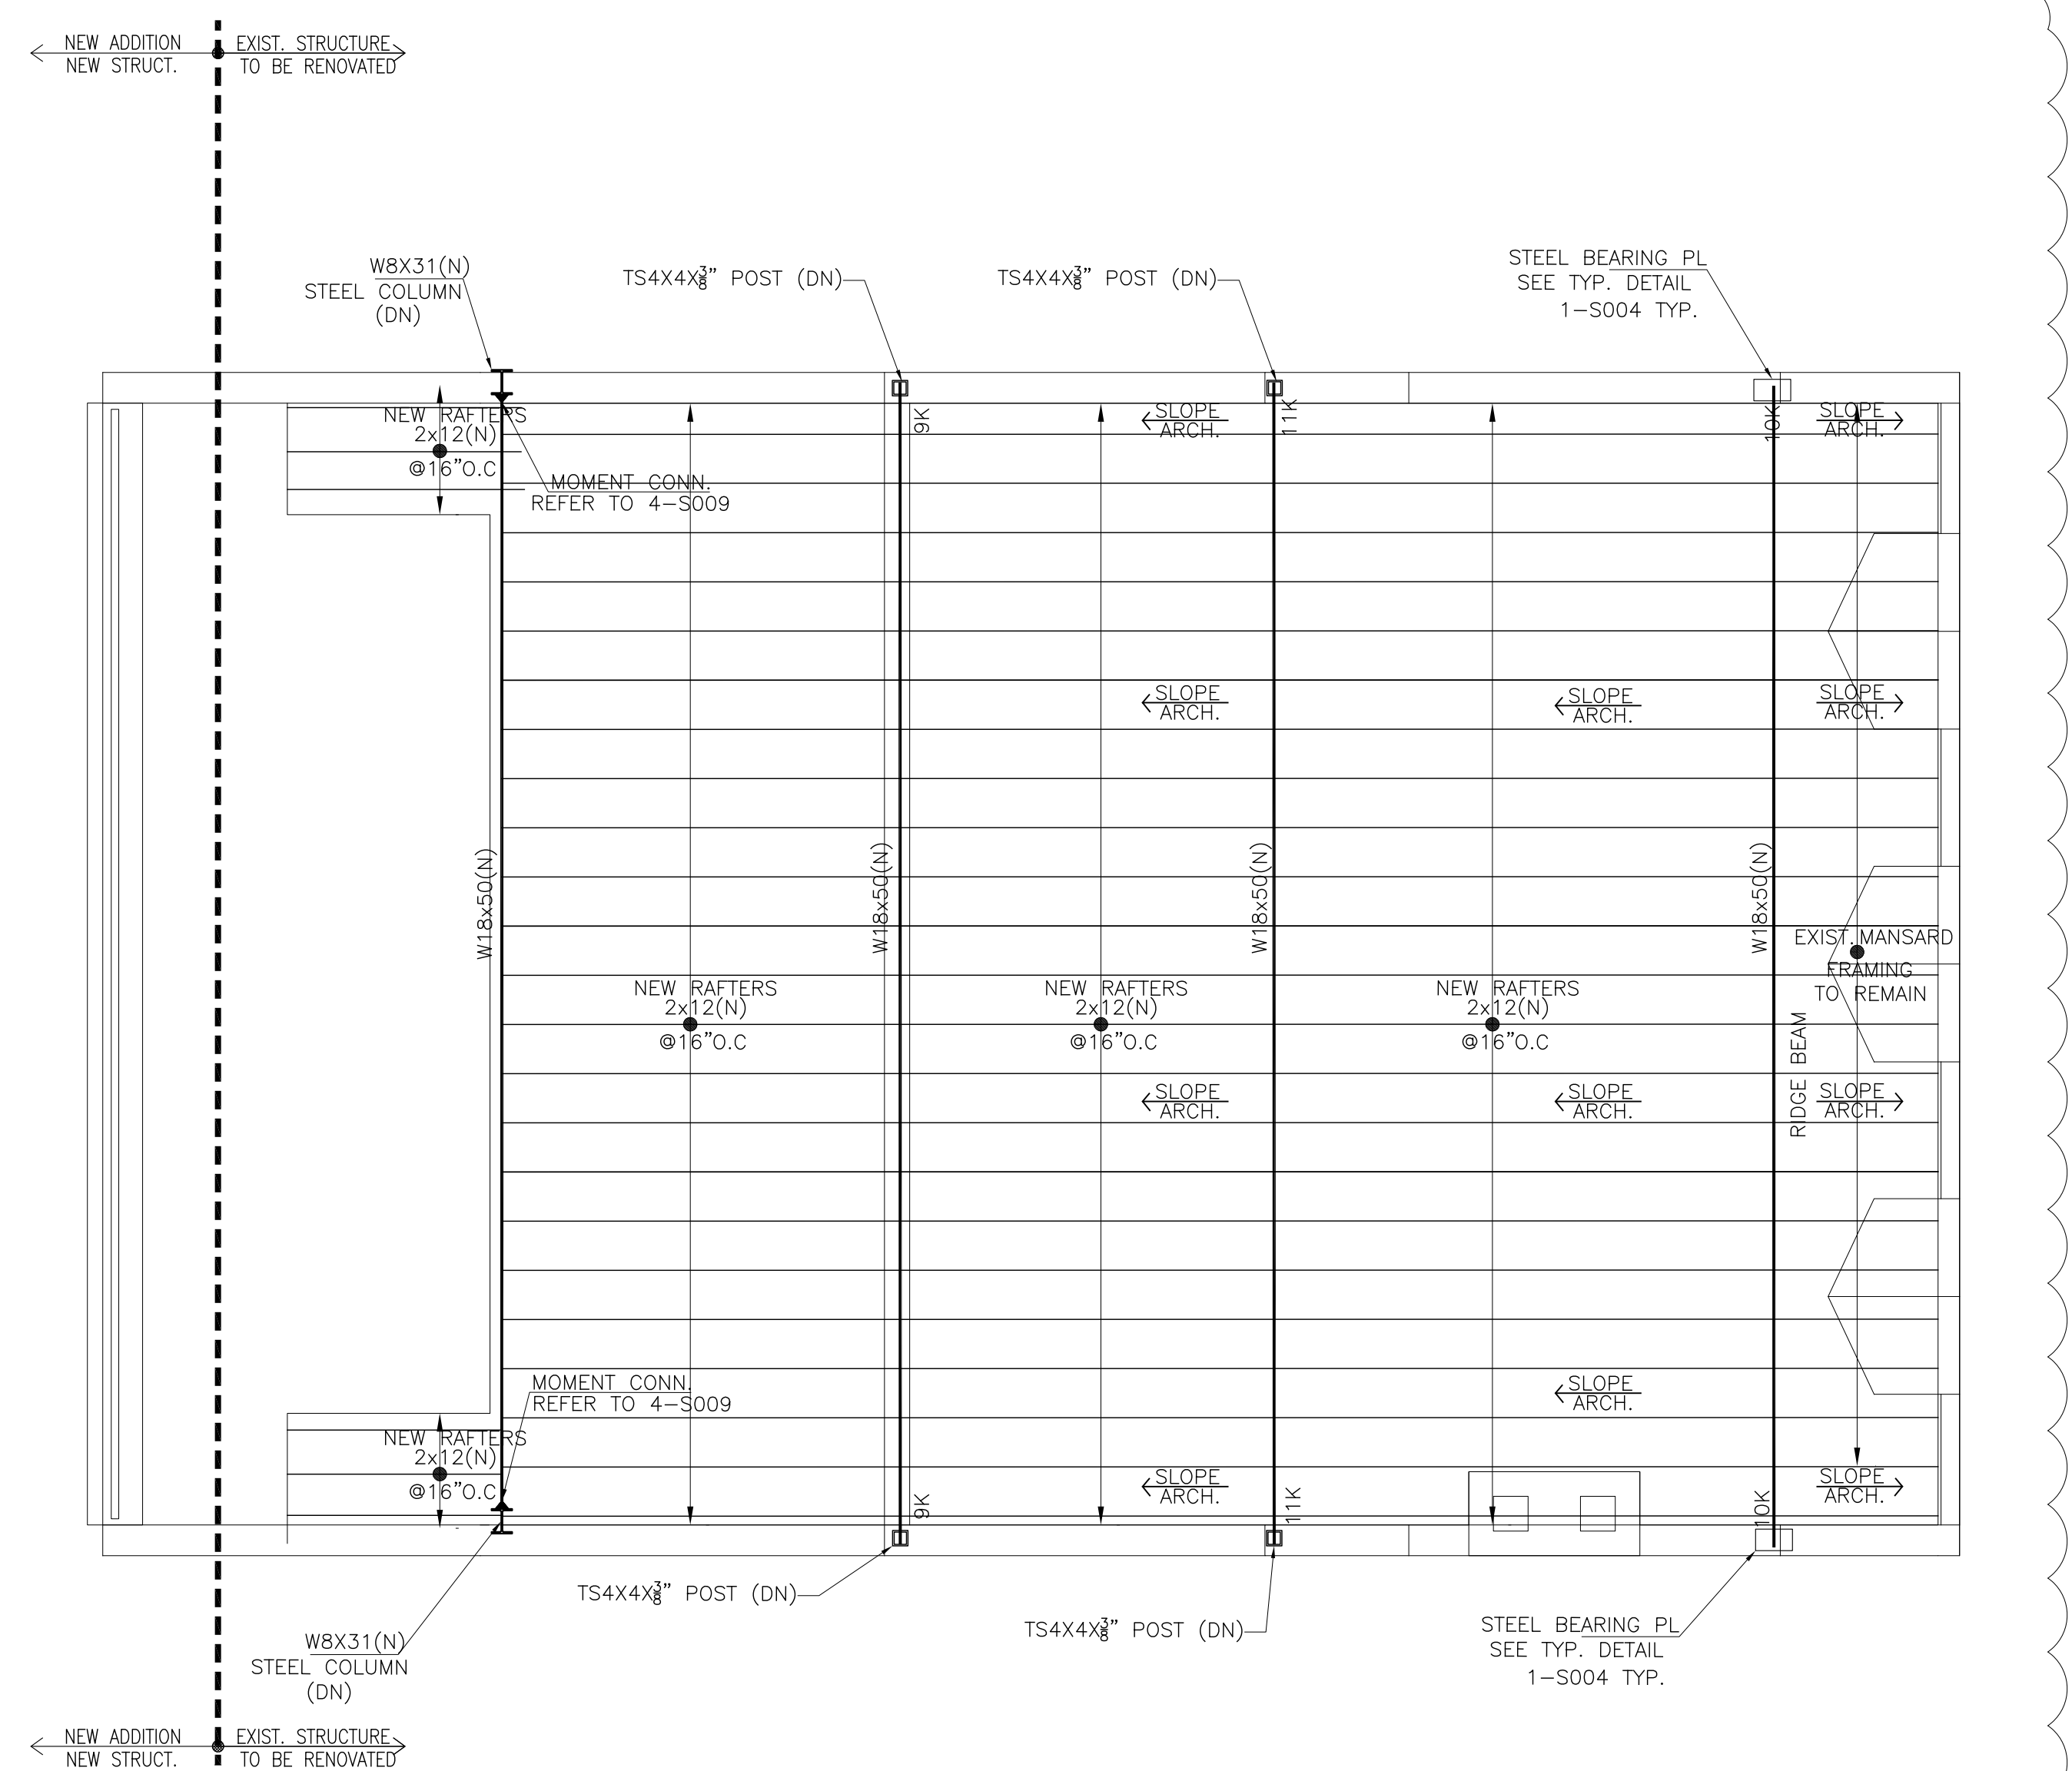 NEW ADDITION
NEW STRUCT.
EXIST. STRUCTURE
TO BE RENOVATED
W8X31(N)
STEEL COLUMN
(DN)
TS4X4X3/8" POST (DN)
TS4X4X3/8" POST (DN)
STEEL BEARING PL
SEE TYP. DETAIL
1-S004 TYP.
NEW RAFTERS
2x12(N)
@16"O.C
MOMENT CONN.
REFER TO 4-S009
9K
11K
10K
SLOPE
ARCH.
SLOPE
ARCH.
SLOPE
ARCH.
SLOPE
ARCH.
SLOPE
ARCH.
W18x50(N)
W18x50(N)
W18x50(N)
W18x50(N)
EXIST. MANSARD
FRAMING
TO REMAIN
NEW RAFTERS
2x12(N)
@16"O.C
NEW RAFTERS
2x12(N)
@16"O.C
NEW RAFTERS
2x12(N)
@16"O.C
RIDGE BEAM
SLOPE
ARCH.
SLOPE
ARCH.
SLOPE
ARCH.
MOMENT CONN.
REFER TO 4-S009
SLOPE
ARCH.
NEW RAFTERS
2x12(N)
@16"O.C
SLOPE
ARCH.
SLOPE
ARCH.
9K
11K
10K
TS4X4X3/8" POST (DN)
TS4X4X3/8" POST (DN)
STEEL BEARING PL
SEE TYP. DETAIL
1-S004 TYP.
W8X31(N)
STEEL COLUMN
(DN)
NEW ADDITION
NEW STRUCT.
EXIST. STRUCTURE
TO BE RENOVATED